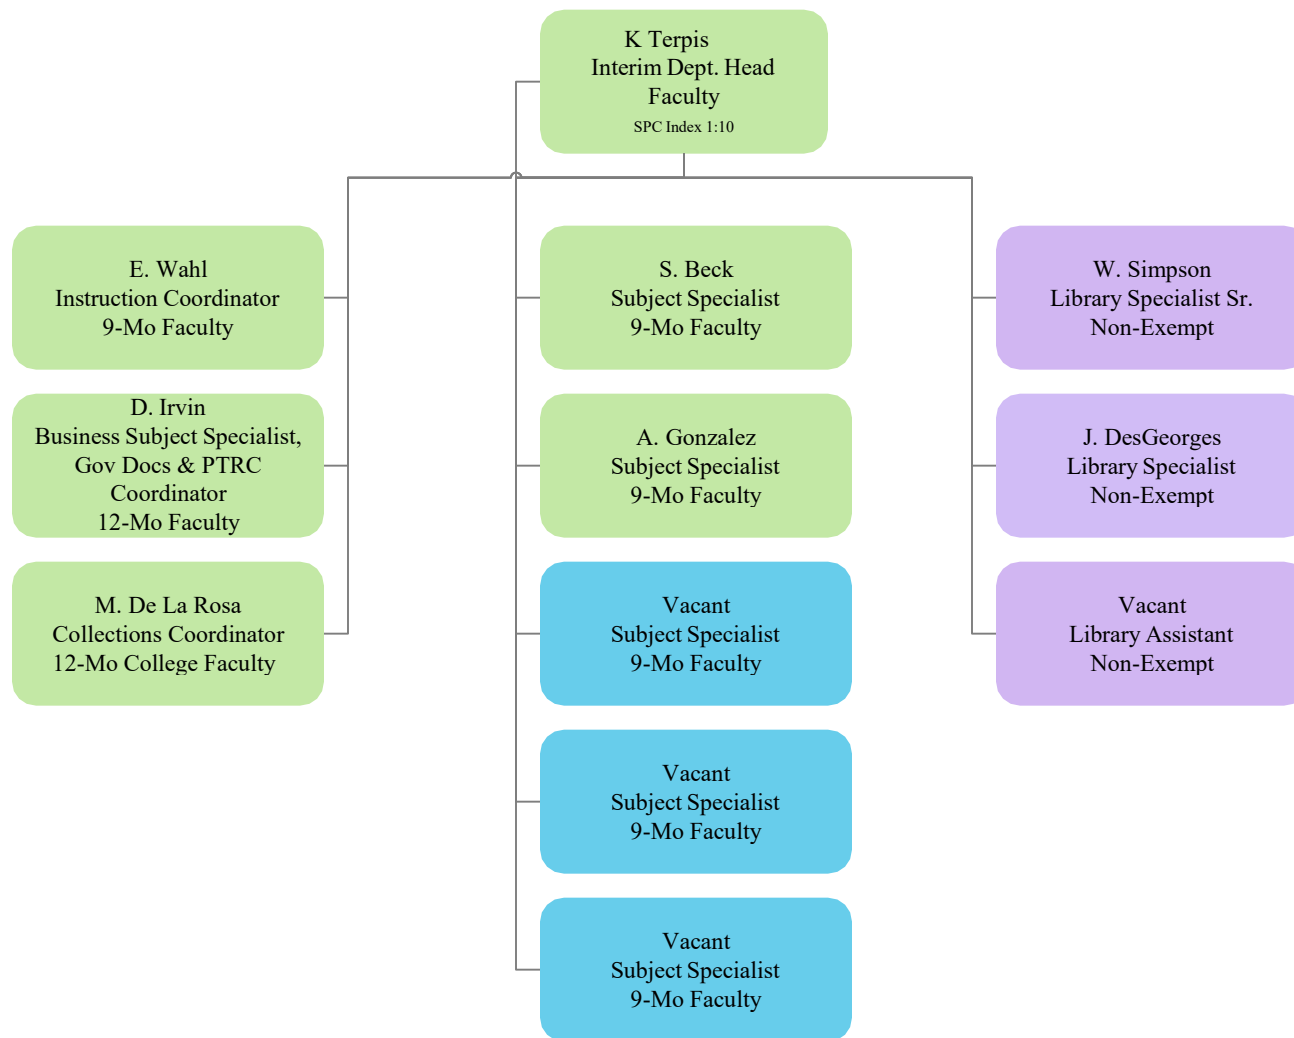 K Terpis
Interim Dept. Head
Faculty
SPC Index 1:10
E. Wahl
Instruction Coordinator
9-Mo Faculty
D. Irvin
Business Subject Specialist,
Gov Docs & PTRC
Coordinator
12-Mo Faculty
M. De La Rosa
Collections Coordinator
12-Mo College Faculty
S. Beck
Subject Specialist
9-Mo Faculty
A. Gonzalez
Subject Specialist
9-Mo Faculty
Vacant
Subject Specialist
9-Mo Faculty
Vacant
Subject Specialist
9-Mo Faculty
Vacant
Subject Specialist
9-Mo Faculty
W. Simpson
Library Specialist Sr.
Non-Exempt
J. DesGeorges
Library Specialist
Non-Exempt
Vacant
Library Assistant
Non-Exempt